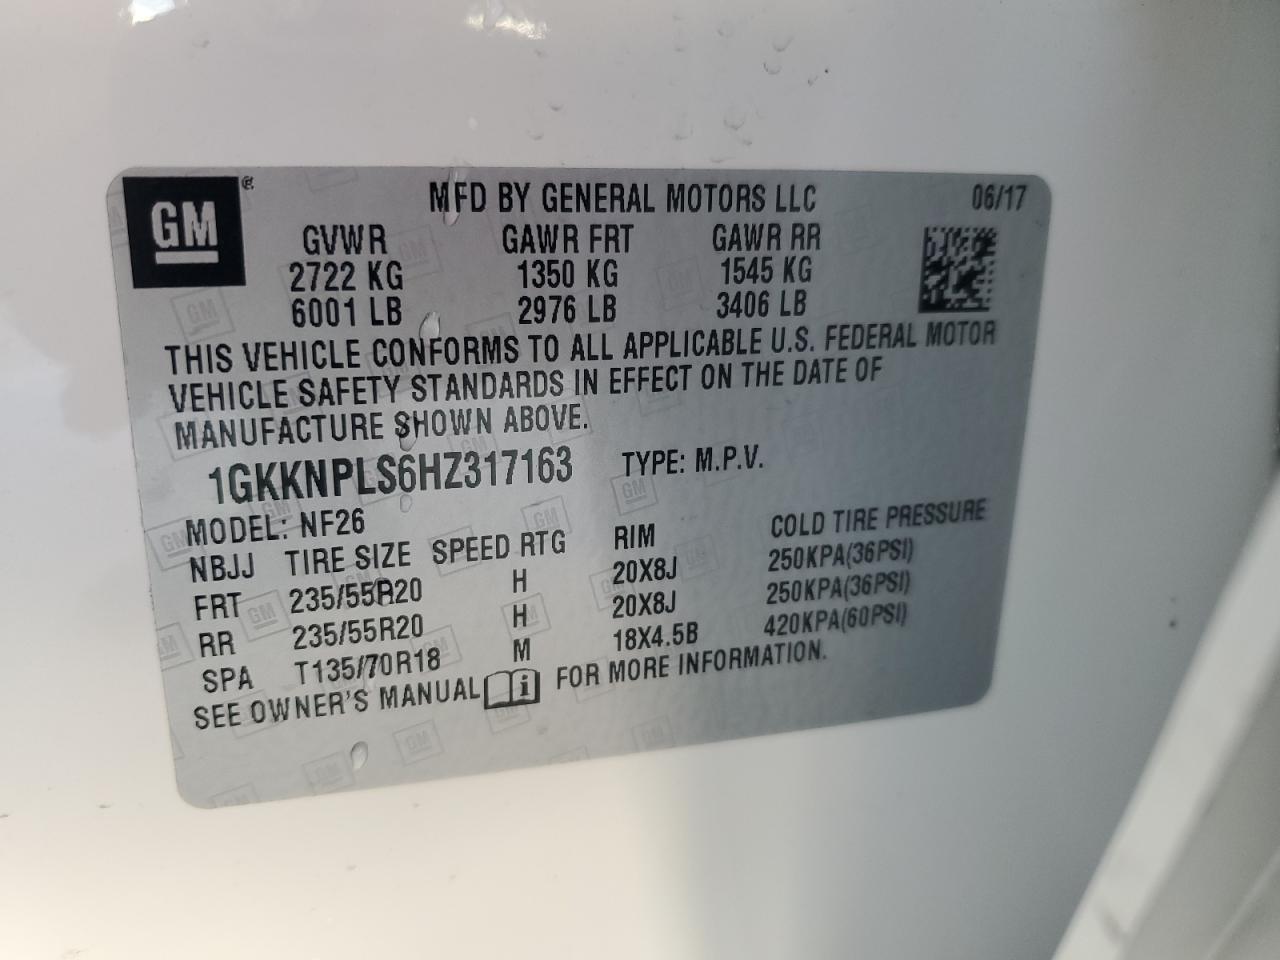 GM® MFD BY GENERAL MOTORS LLC 06/17
GVWR GAWR FRT GAWR RR
2722 KG 1350 KG 1545 KG
6001 LB 2976 LB 3406 LB
THIS VEHICLE CONFORMS TO ALL APPLICABLE U.S. FEDERAL MOTOR
VEHICLE SAFETY STANDARDS IN EFFECT ON THE DATE OF
MANUFACTURE SHOWN ABOVE.
1GKKNPLS6HZ317163 TYPE: M.P.V.
MODEL: NF26
NBJJ TIRE SIZE SPEED RTG RIM COLD TIRE PRESSURE
FRT 235/55R20 H 20X8J 250KPA(36PSI)
RR 235/55R20 H 20X8J 250KPA(36PSI)
SPA T135/70R18 M 18X4.5B 420KPA(60PSI)
SEE OWNER'S MANUAL i FOR MORE INFORMATION.